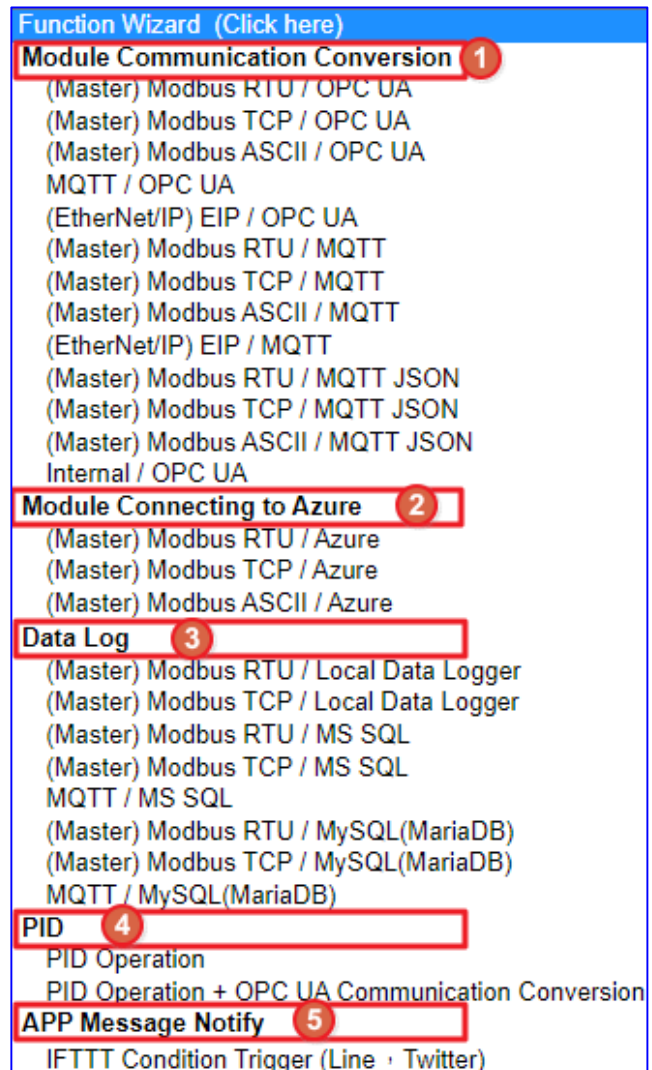 Function Wizard (Click here)
Module Communication Conversion 1
(Master) Modbus RTU / OPC UA
(Master) Modbus TCP / OPC UA
(Master) Modbus ASCII / OPC UA
MQTT / OPC UA
(EtherNet/IP) EIP / OPC UA
(Master) Modbus RTU / MQTT
(Master) Modbus TCP / MQTT
(Master) Modbus ASCII / MQTT
(EtherNet/IP) EIP / MQTT
(Master) Modbus RTU / MQTT JSON
(Master) Modbus TCP / MQTT JSON
(Master) Modbus ASCII / MQTT JSON
Internal / OPC UA
Module Connecting to Azure 2
(Master) Modbus RTU / Azure
(Master) Modbus TCP / Azure
(Master) Modbus ASCII / Azure
Data Log 3
(Master) Modbus RTU / Local Data Logger
(Master) Modbus TCP / Local Data Logger
(Master) Modbus RTU / MS SQL
(Master) Modbus TCP / MS SQL
MQTT / MS SQL
(Master) Modbus RTU / MySQL(MariaDB)
(Master) Modbus TCP / MySQL(MariaDB)
MQTT / MySQL(MariaDB)
PID 4
PID Operation
PID Operation + OPC UA Communication Conversion
APP Message Notify 5
IFTTT Condition Trigger (Line，Twitter)